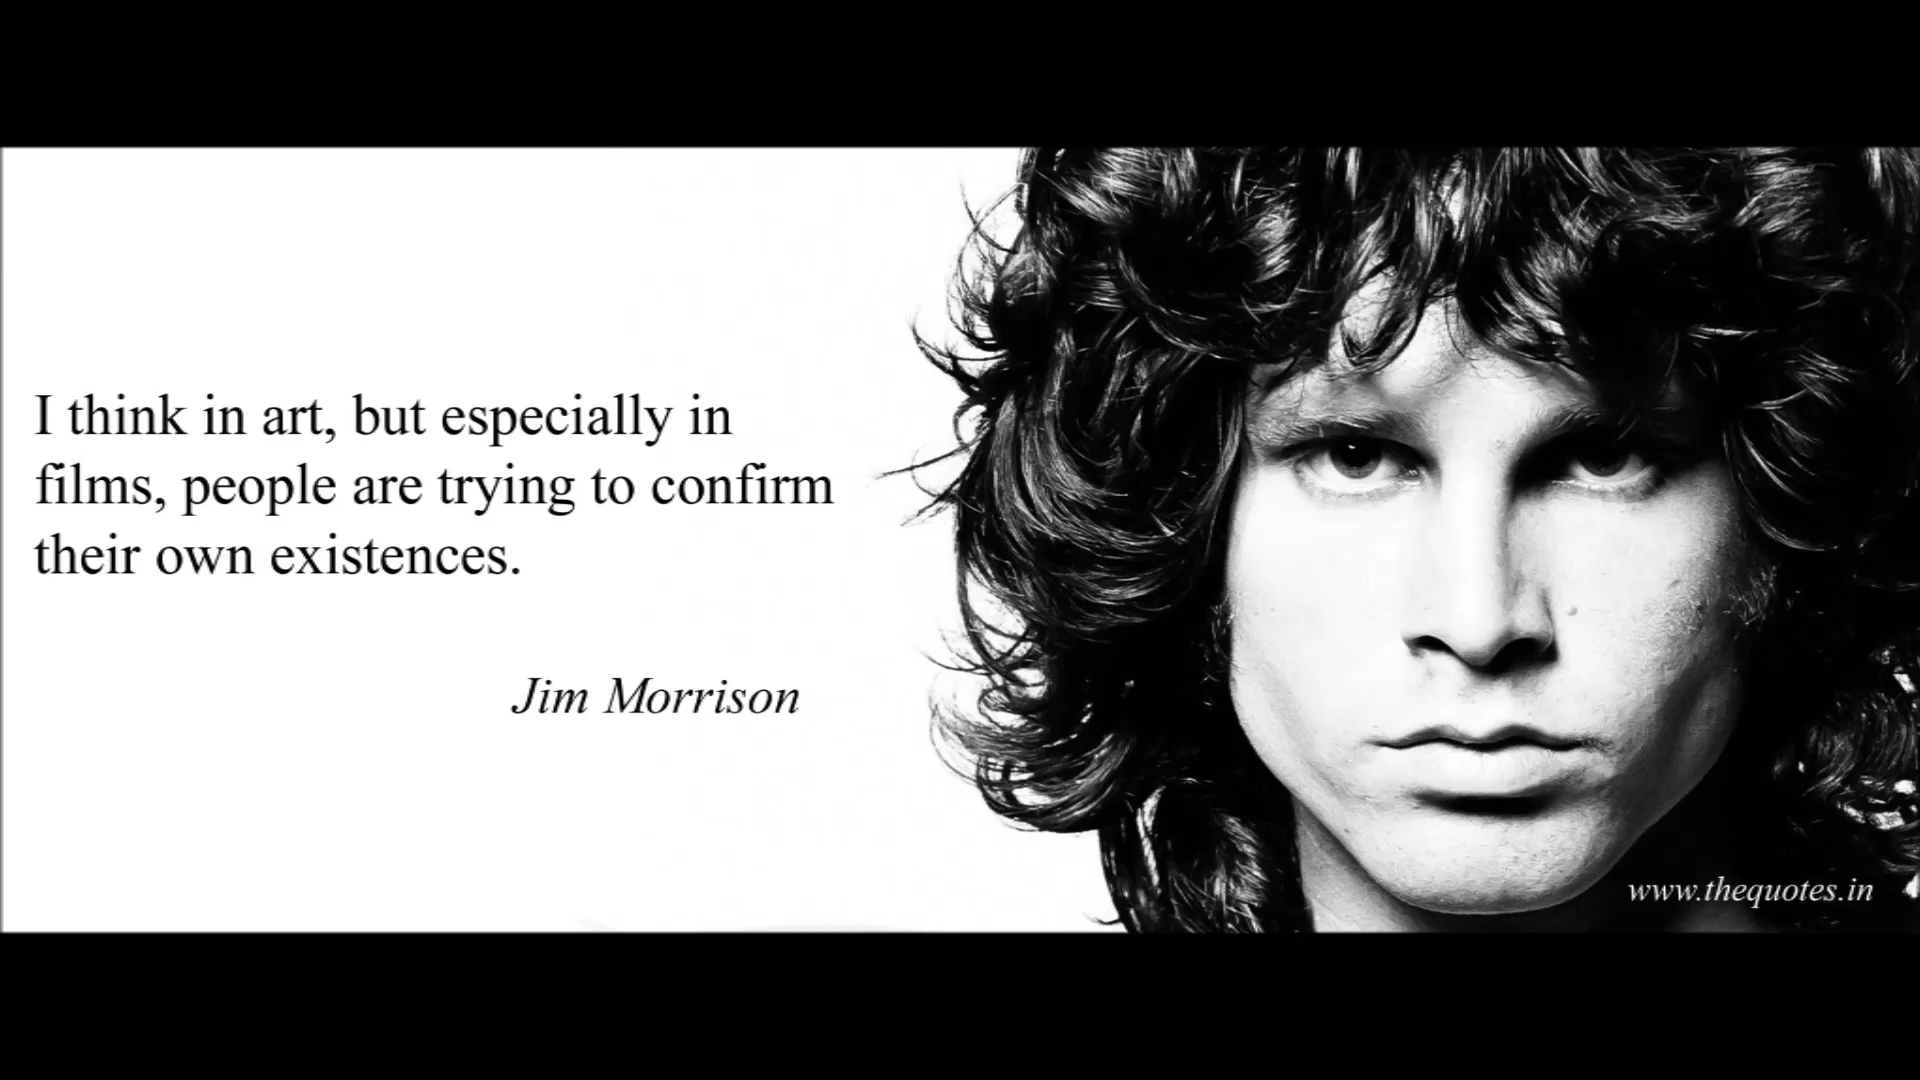 I think in art, but especially in
films, people are trying to confirm
their own existences.
Jim Morrison
www.thequotes.in